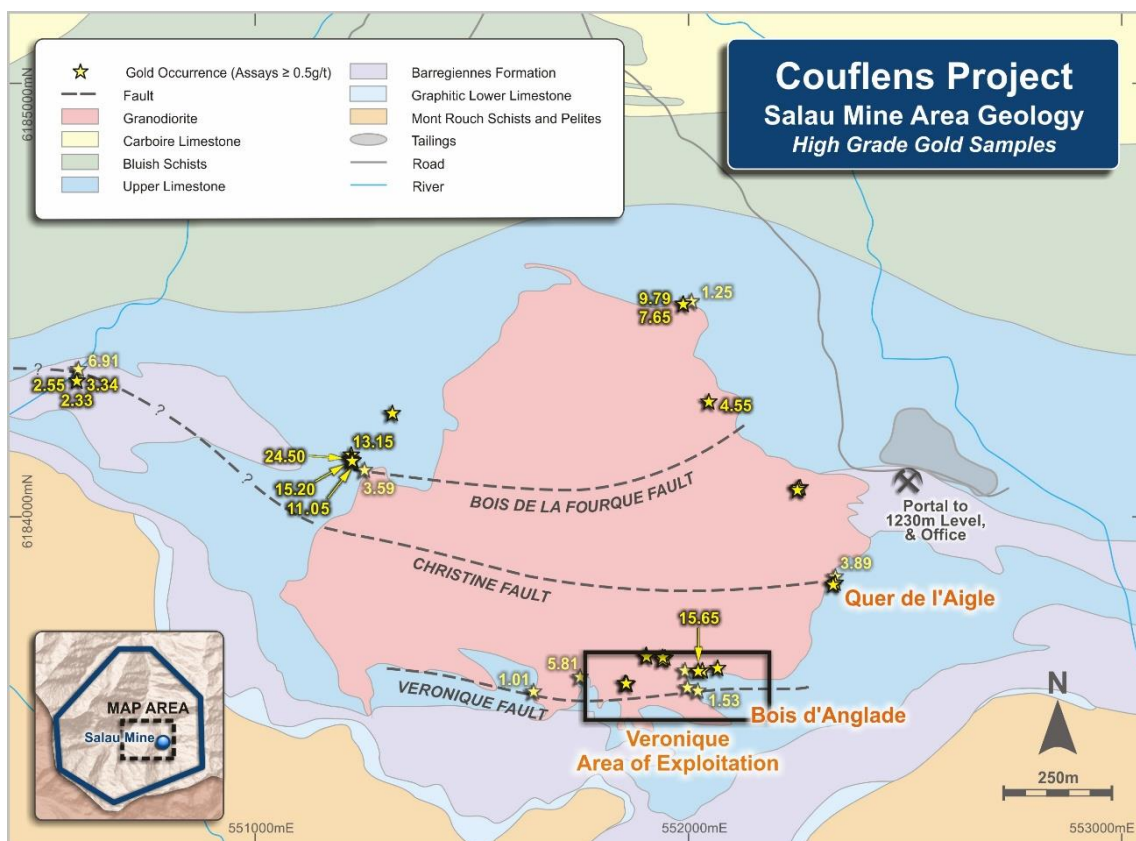 Couflens Project
Salau Mine Area Geology
High Grade Gold Samples
Gold Occurrence (Assays ≥ 0.5g/t)
Fault
Granodiorite
Carboire Limestone
Bluish Schists
Upper Limestone
Barregiennes Formation
Graphitic Lower Limestone
Mont Rouch Schists and Pelites
Tailings
Road
River
6185000mN
9.79
1.25
7.65
?
6.91
2.55
3.34
2.33
?
4.55
13.15
24.50
?
15.20
3.59
11.05
BOIS DE LA FOURQUE FAULT
6184000mN
Portal to
1230m Level,
& Office
CHRISTINE FAULT
3.89
Quer de l'Aigle
15.65
5.81
1.01
VERONIQUE FAULT
1.53
Bois d'Anglade
Veronique
Area of Exploitation
MAP AREA
Salau Mine
N
250m
551000mE
552000mE
553000mE